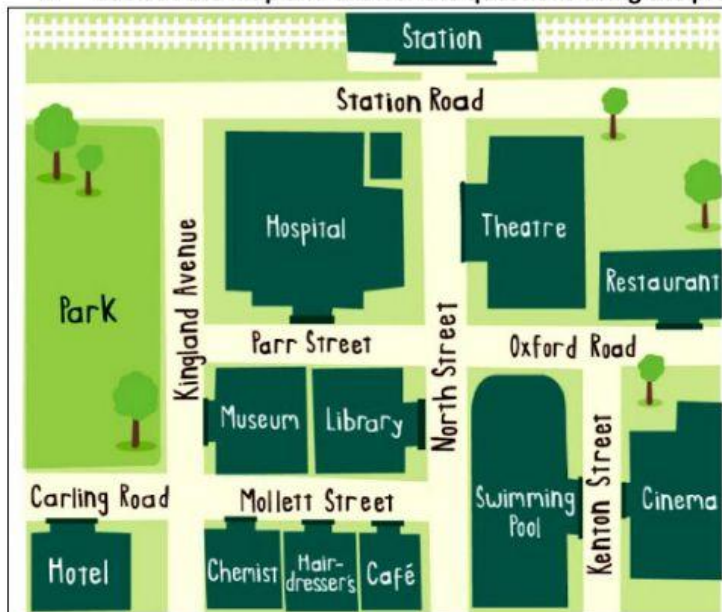 Station
Station Road
Hospital
Theatre
Park
Kingland Avenue
Restaurant
North Street
Parr Street
Oxford Road
Museum
Library
Carling Road
Mollett Street
Swimming
Pool
Kenton Street
Cinema
Hotel
Chemist
Hair-
dresser's
Café